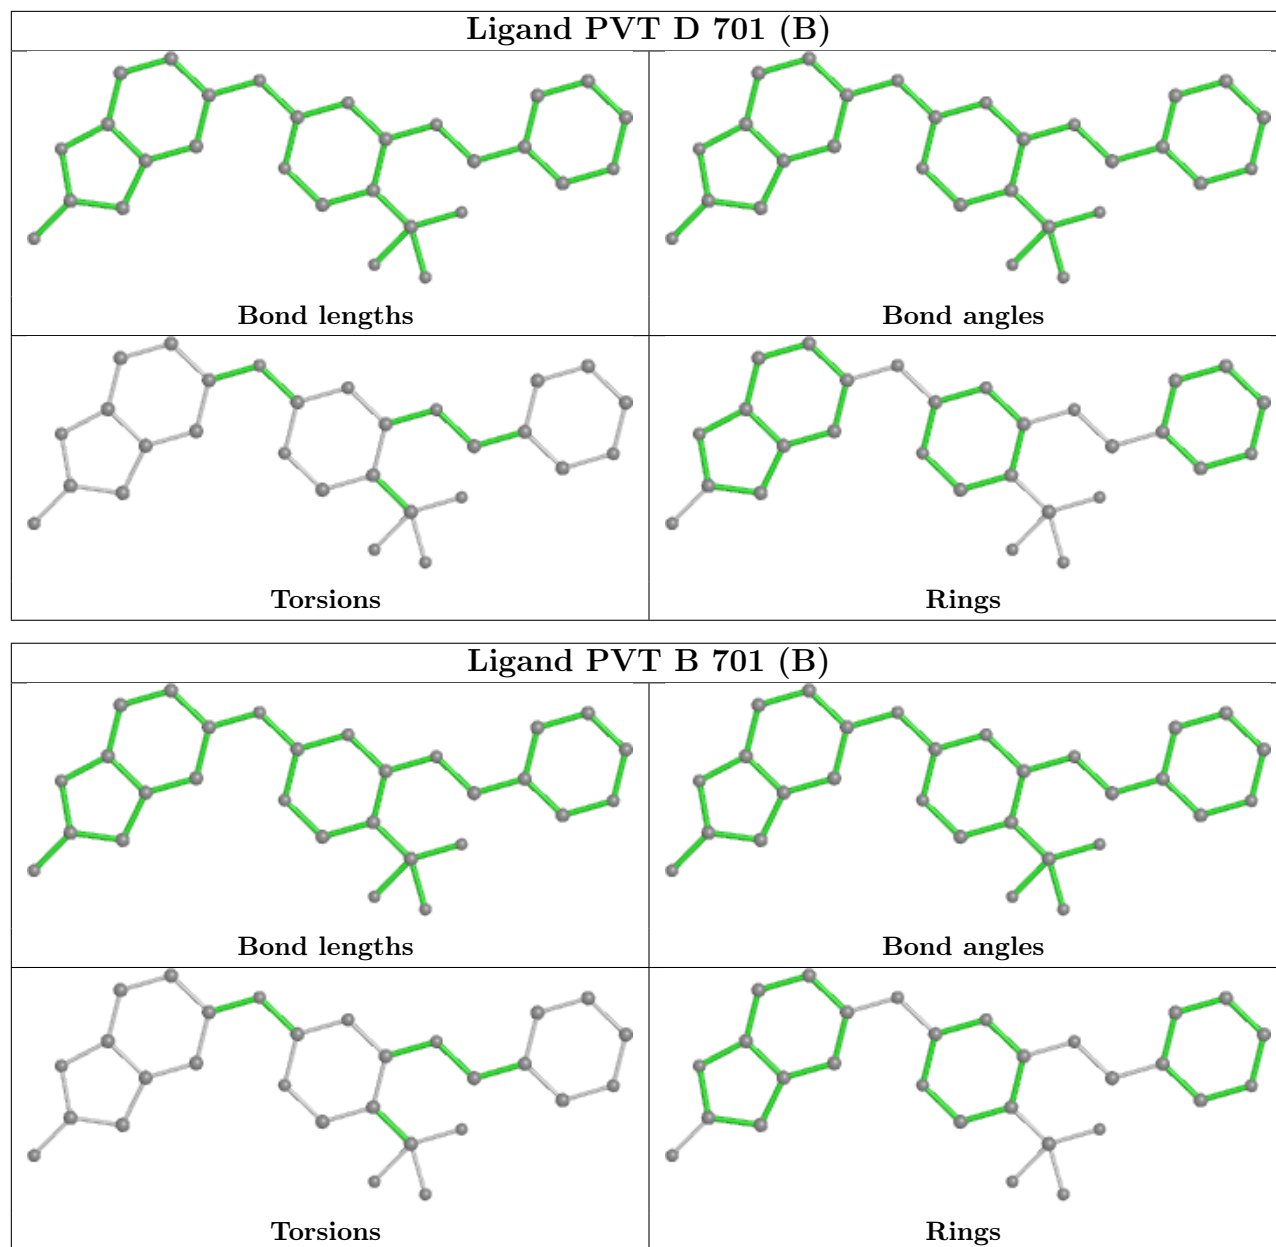 Ligand PVT D 701 (B)
Bond lengths
Bond angles
Torsions
Rings
Ligand PVT B 701 (B)
Bond lengths
Bond angles
Torsions
Rings